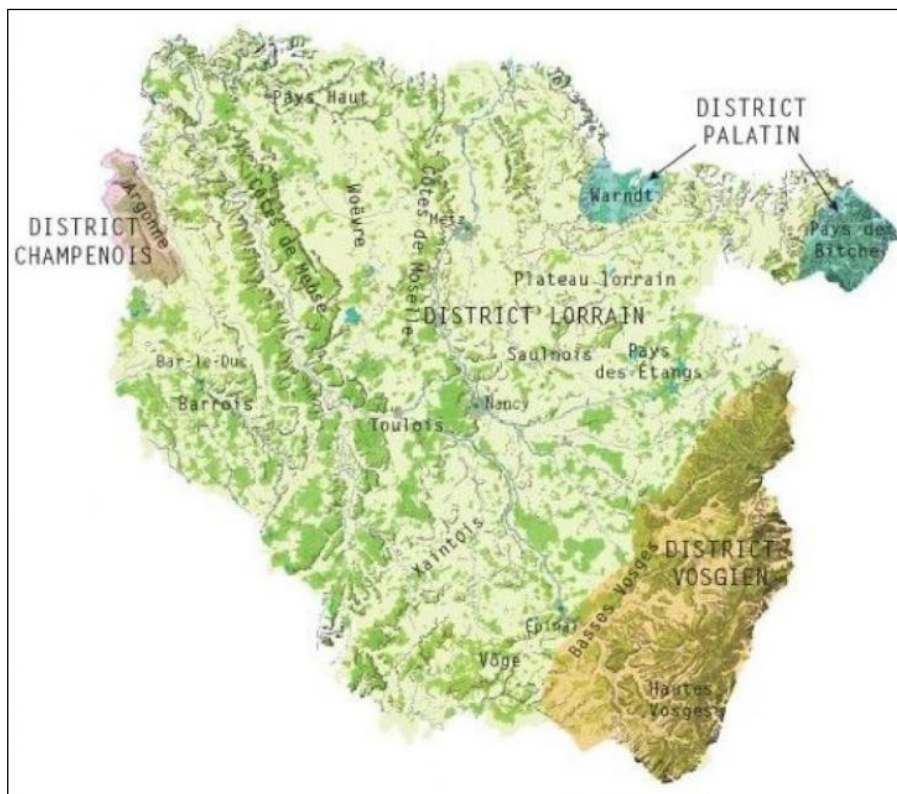 Pays Haut
DISTRICT
PALATIN
Warndt
Pays de
Bitche
Argonne
DISTRICT
CHAMPENOIS
Côtes de Meuse
Woëvre
Côtes de Moselle
Metz
Plateau lorrain
DISTRICT LORRAIN
Saulnois
Pays
des Étangs
Bar-le-Duc
Barrois
Nancy
Toulois
Xaintois
Basses Vosges
DISTRICT
VOSGIEN
Epinal
Vôge
Hautes
Vosges